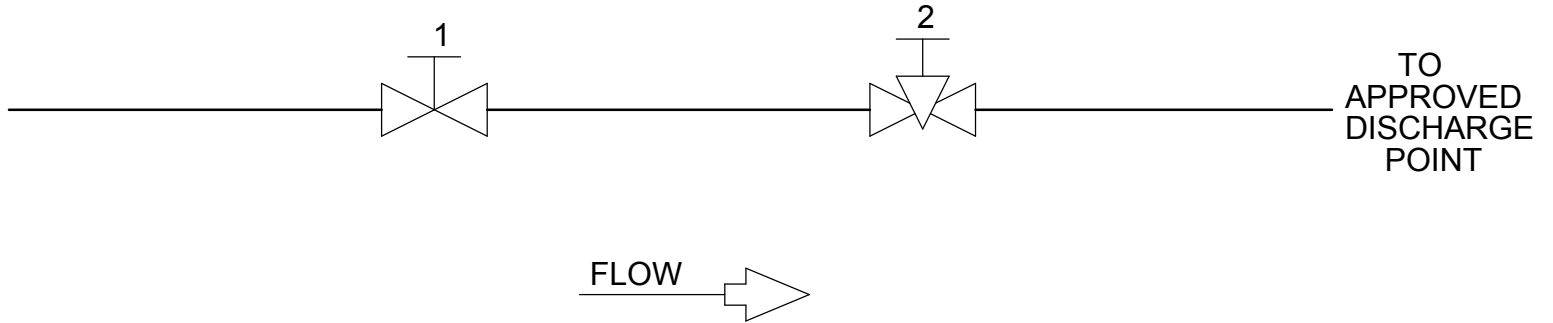 1
2
TO
APPROVED
DISCHARGE
POINT
FLOW